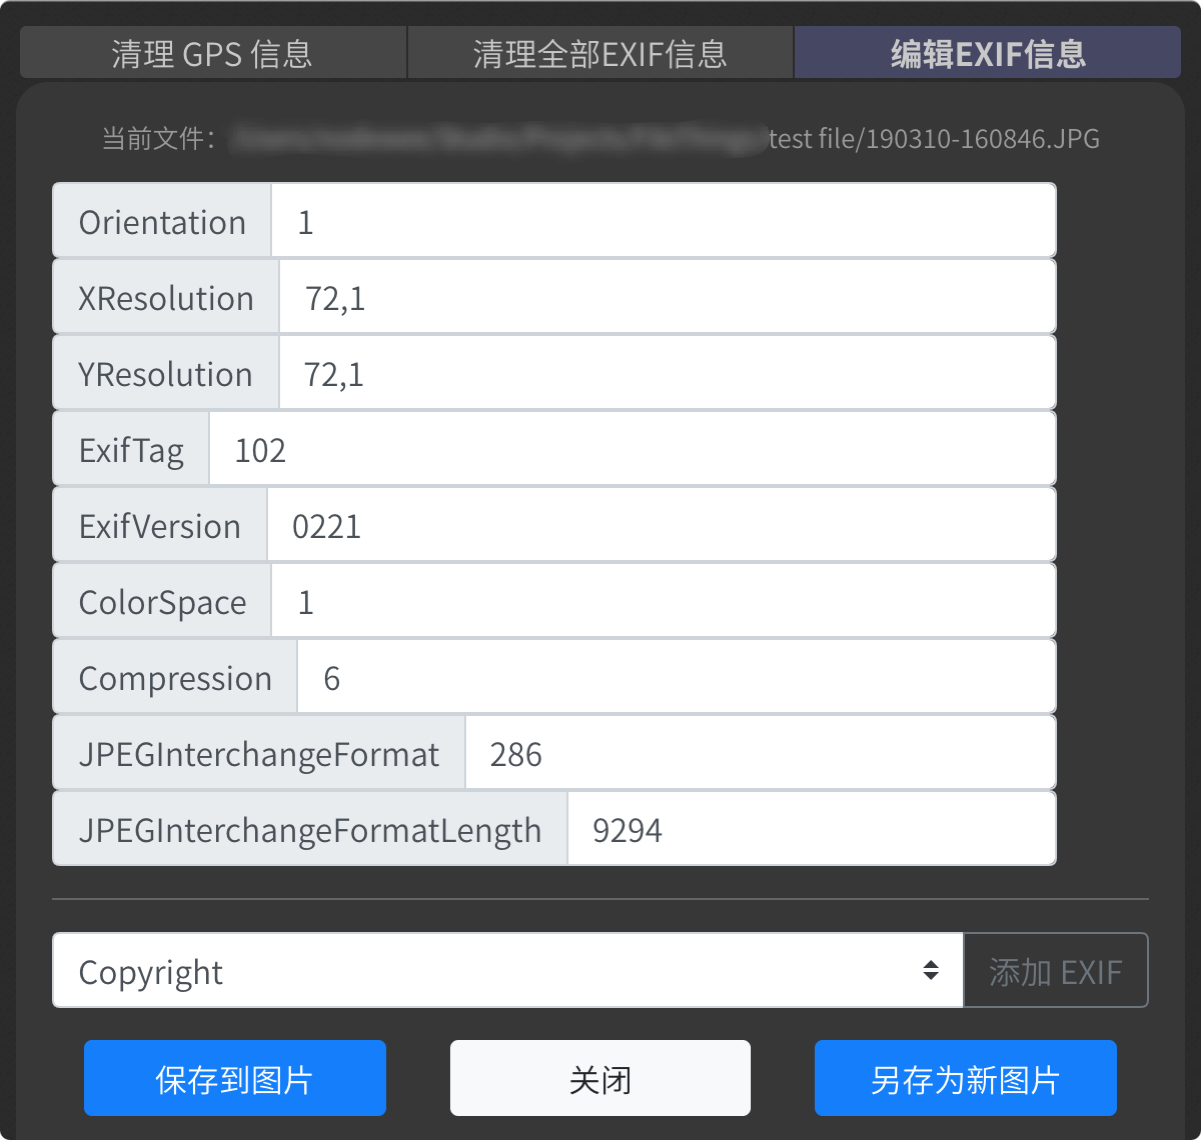 清理 GPS 信息
清理全部EXIF信息
编辑EXIF信息
当前文件： test file/190310-160846.JPG
Orientation 1
XResolution 72,1
YResolution 72,1
ExifTag 102
ExifVersion 0221
ColorSpace 1
Compression 6
JPEGInterchangeFormat 286
JPEGInterchangeFormatLength 9294
Copyright 添加 EXIF
保存到图片 关闭 另存为新图片